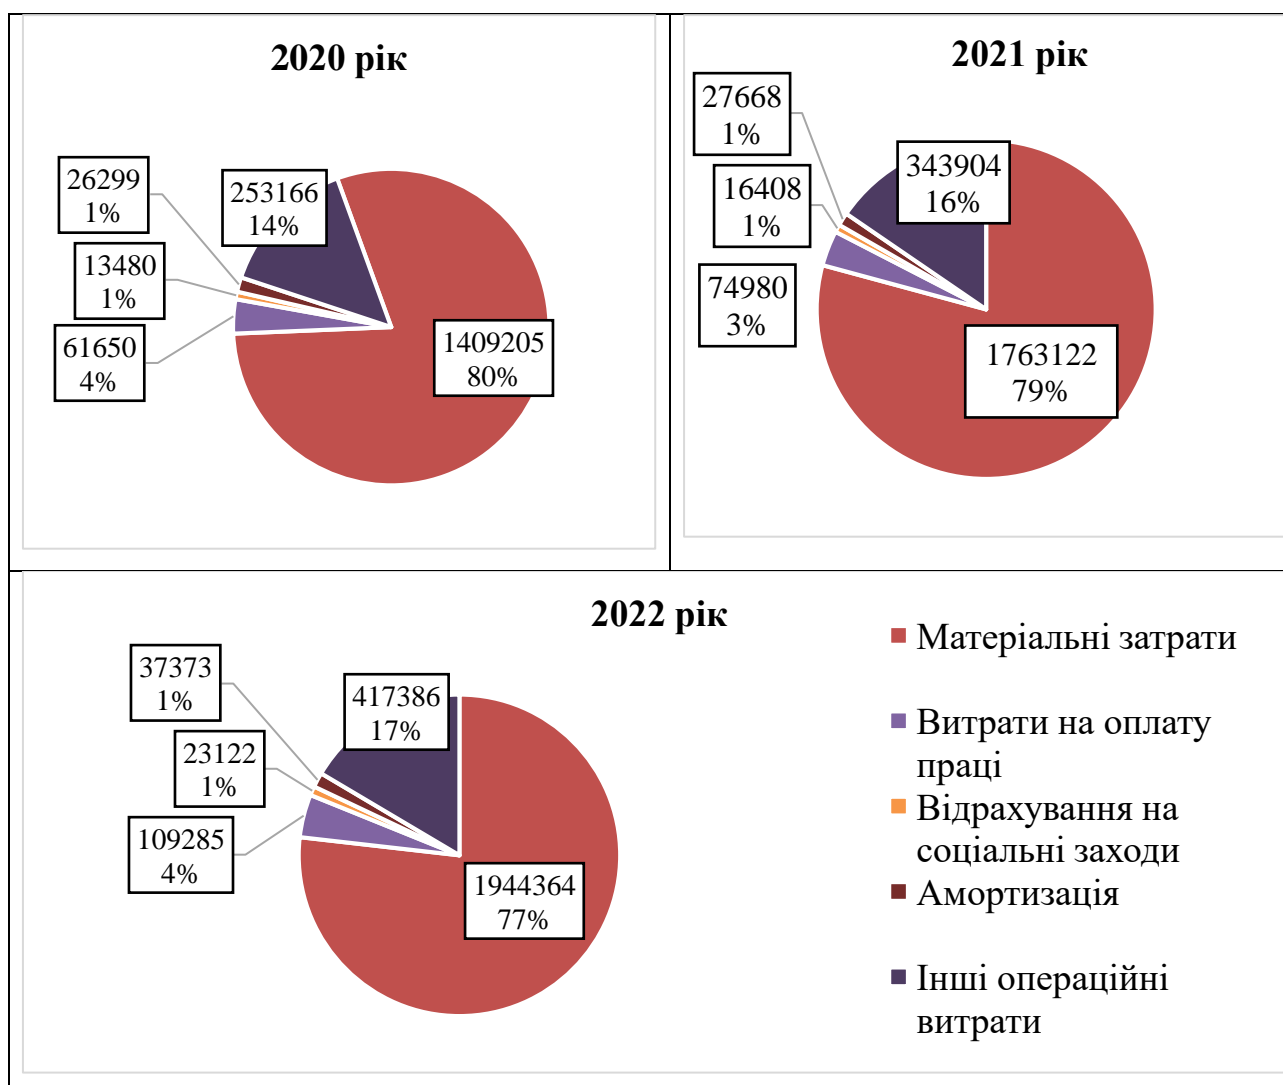 2020 рік
26299
1%
253166
14%
13480
1%
61650
4%
1409205
80%
2021 рік
27668
1%
343904
16%
16408
1%
74980
3%
1763122
79%
2022 рік
37373
1%
417386
17%
23122
1%
109285
4%
1944364
77%
Матеріальні затрати
Витрати на оплату
праці
Відрахування на
соціальні заходи
Амортизація
Інші операційні
витрати